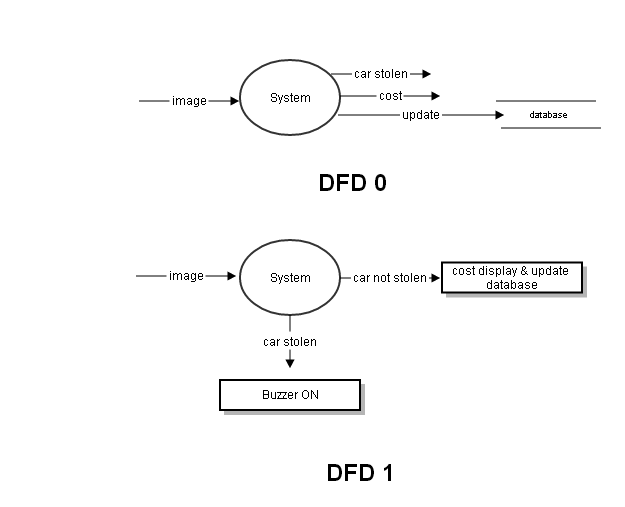 car stolen
image
System
cost
update
database
DFD 0
image
System
car not stolen
cost display & update
database
car stolen
Buzzer ON
DFD 1